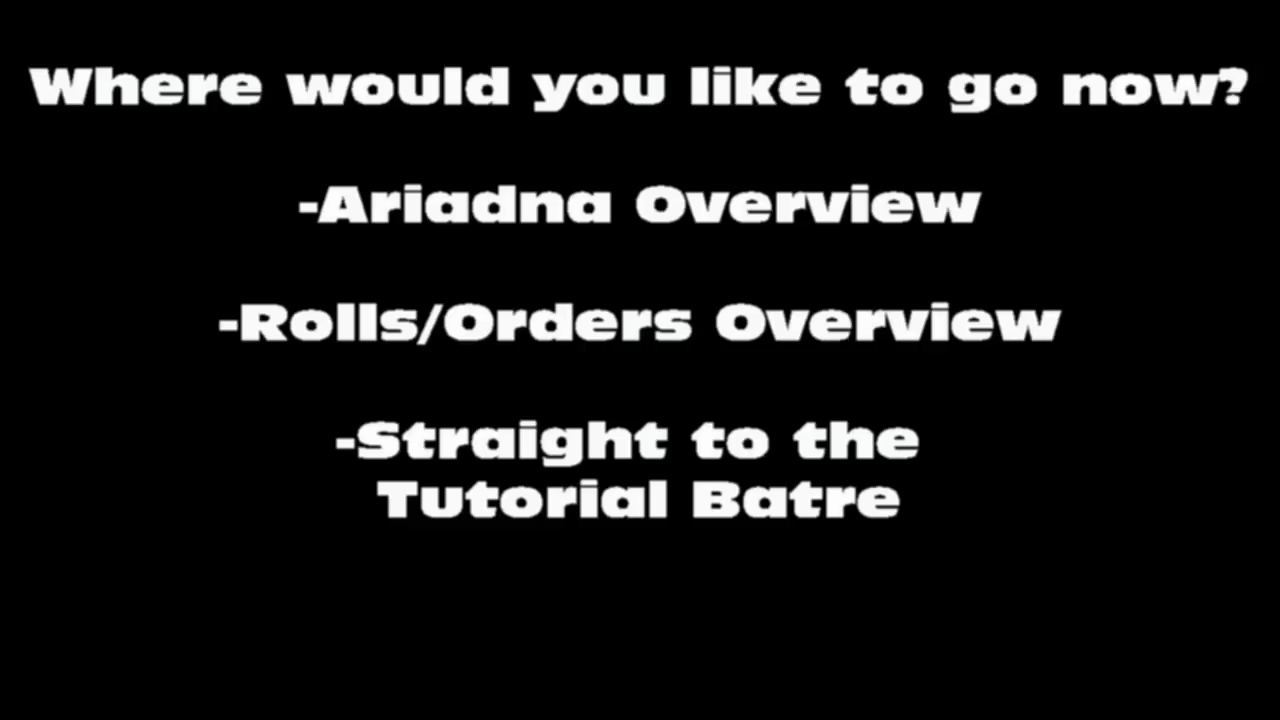 Where would you like to go now?
-Ariadna Overview
-Rolls/Orders Overview
-Straight to the
Tutorial Batre